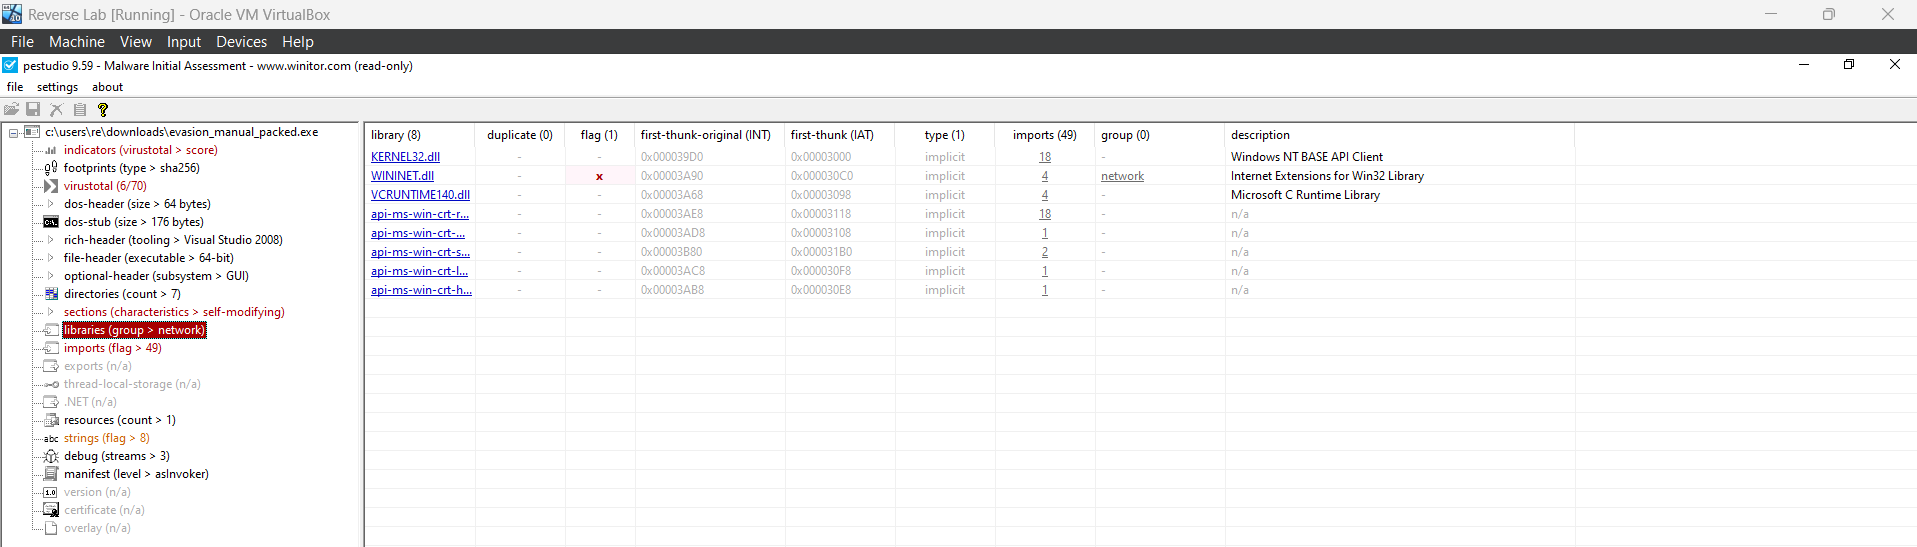 Reverse Lab [Running] - Oracle VM VirtualBox
File Machine View Input Devices Help
pestudio 9.59 - Malware Initial Assessment - www.winitor.com (read-only)
file settings about
c:\users\re\downloads\evasion_manual_packed.exe
indicators (virustotal > score)
footprints (type > sha256)
virustotal (6/70)
dos-header (size > 64 bytes)
dos-stub (size > 176 bytes)
rich-header (tooling > Visual Studio 2008)
file-header (executable > 64-bit)
optional-header (subsystem > GUI)
directories (count > 7)
sections (characteristics > self-modifying)
libraries (group > network)
imports (flag > 49)
exports (n/a)
thread-local-storage (n/a)
.NET (n/a)
resources (count > 1)
abc strings (flag > 8)
debug (streams > 3)
manifest (level > asInvoker)
1.0 version (n/a)
certificate (n/a)
overlay (n/a)
library (8) duplicate (0) flag (1) first-thunk-original (INT) first-thunk (IAT) type (1) imports (49) group (0) description
KERNEL32.dll - - 0x000039D0 0x00003000 implicit 18 - Windows NT BASE API Client
WININET.dll - x 0x00003A90 0x000030C0 implicit 4 network Internet Extensions for Win32 Library
VCRUNTIME140.dll - - 0x00003A68 0x00003098 implicit 4 - Microsoft C Runtime Library
api-ms-win-crt-r... - - 0x00003AE8 0x00003118 implicit 18 - n/a
api-ms-win-crt-... - - 0x00003AD8 0x00003108 implicit 1 - n/a
api-ms-win-crt-s... - - 0x00003B80 0x000031B0 implicit 2 - n/a
api-ms-win-crt-l... - - 0x00003AC8 0x000030F8 implicit 1 - n/a
api-ms-win-crt-h... - - 0x00003AB8 0x000030E8 implicit 1 - n/a